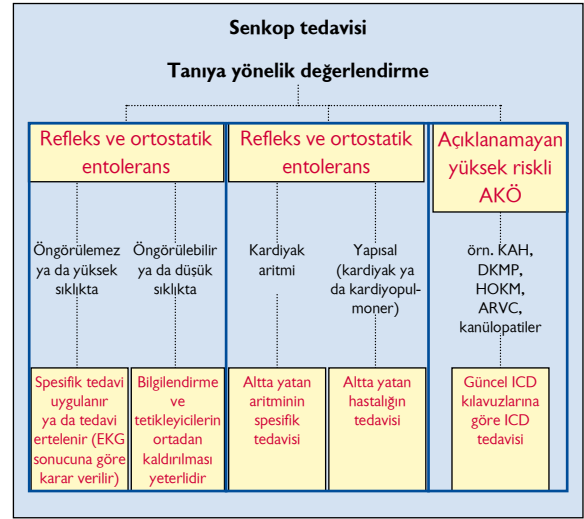 Senkop tedavisi
Tanıya yönelik değerlendirme
Refleks ve ortostatik
entolerans
Refleks ve ortostatik
entolerans
Açıklanamayan
yüksek riskli
AKÖ
Öngörülemez
ya da yüksek
sıklıkta
Öngörülebilir
ya da düşük
sıklıkta
Kardiyak
aritmi
Yapısal
(kardiyak ya
da kardiyopul-
moner)
örn. KAH,
DKMP,
HOKM,
ARVC,
kanülopatiler
Spesifik tedavi
uygulanır
ya da tedavi
ertelenir (EKG
sonucuna göre
karar verilir)
Bilgilendirme
ve
tetikleyicilerin
ortadan
kaldırılması
yeterlidir
Altta yatan
aritminin
spesifik
tedavisi
Altta yatan
hastalığın
tedavisi
Güncel ICD
kılavuzlarına
göre ICD
tedavisi